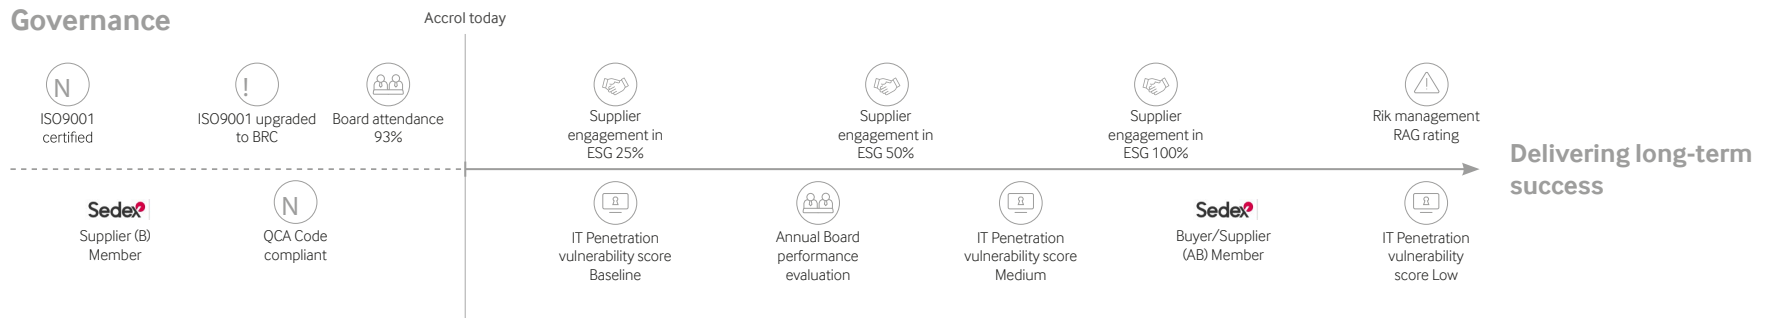 Governance
Accrol today
N
ISO9001
certified
!
ISO9001 upgraded
to BRC
Board attendance
93%
Supplier
engagement in
ESG 25%
Supplier
engagement in
ESG 50%
Supplier
engagement in
ESG 100%
Rik management
RAG rating
Delivering long-term
success
Sedex
Supplier (B)
Member
N
QCA Code
compliant
IT Penetration
vulnerability score
Baseline
Annual Board
performance
evaluation
IT Penetration
vulnerability score
Medium
Sedex
Buyer/Supplier
(AB) Member
IT Penetration
vulnerability
score Low